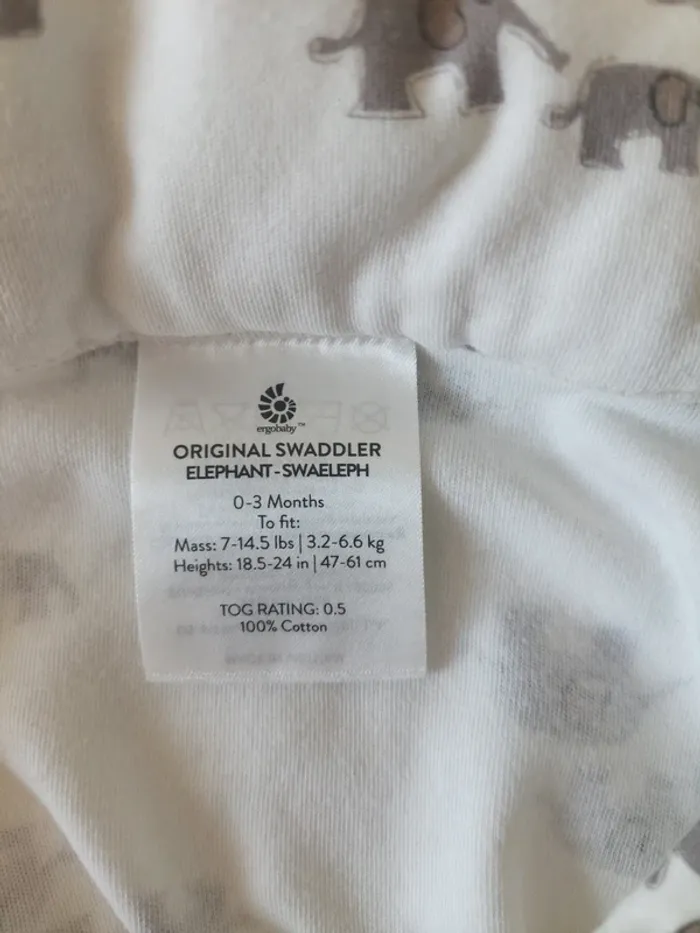 ergobaby™
ORIGINAL SWADDLER
ELEPHANT-SWAELEPH
0-3 Months
To fit:
Mass: 7-14.5 lbs | 3.2-6.6 kg
Heights: 18.5-24 in | 47-61 cm
TOG RATING: 0.5
100% Cotton